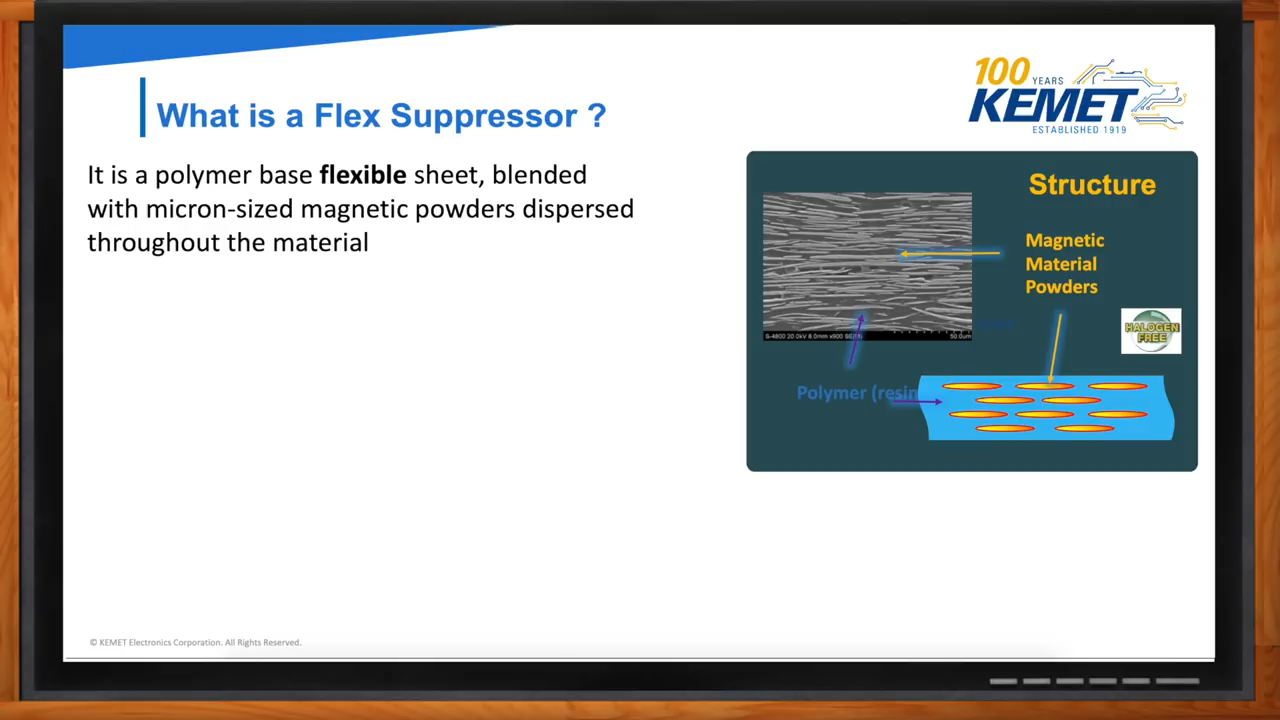 100 YEARS
KEMET
ESTABLISHED 1919
What is a Flex Suppressor ?
It is a polymer base flexible sheet, blended
with micron-sized magnetic powders dispersed
throughout the material
Structure
Magnetic
Material
Powders
HALOGEN
FREE
50.0um
Polymer (resin
© KEMET Electronics Corporation. All Rights Reserved.